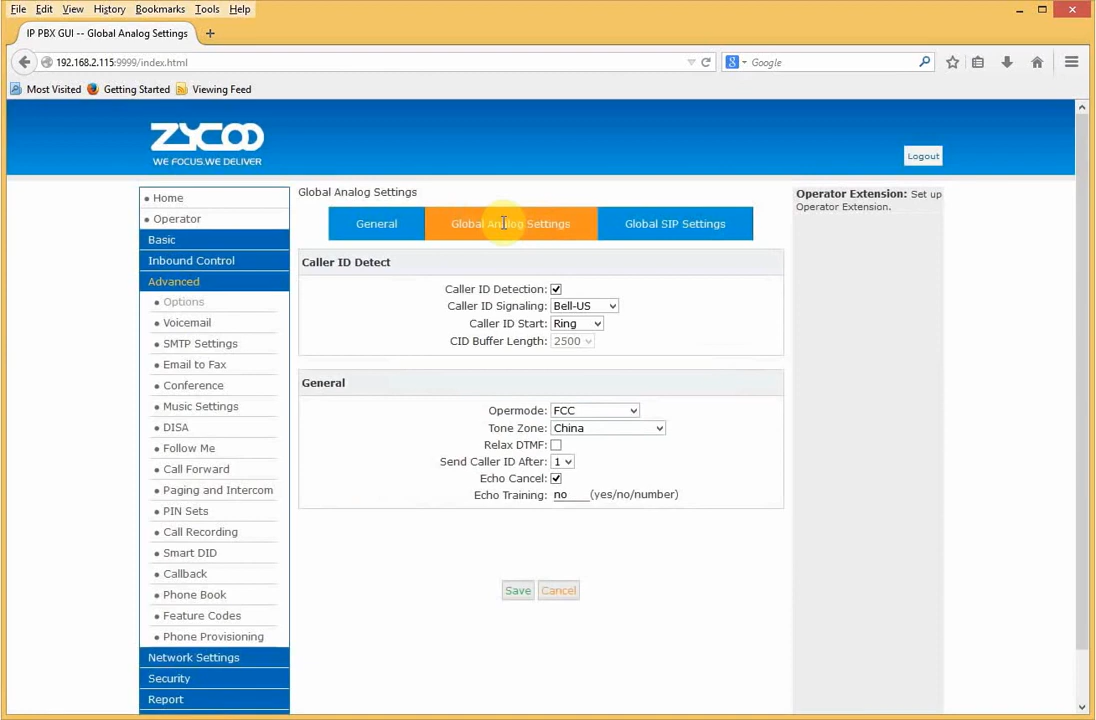 File Edit View History Bookmarks Tools Help
IP PBX GUI -- Global Analog Settings
192.168.2.115:9999/index.html
Google
Most Visited Getting Started Viewing Feed
ZYCOO
WE FOCUS.WE DELIVER
Logout
Home
Operator
Basic
Inbound Control
Advanced
Options
Voicemail
SMTP Settings
Email to Fax
Conference
Music Settings
DISA
Follow Me
Call Forward
Paging and Intercom
PIN Sets
Call Recording
Smart DID
Callback
Phone Book
Feature Codes
Phone Provisioning
Network Settings
Security
Report
Global Analog Settings
General Global Analog Settings Global SIP Settings
Caller ID Detect
Caller ID Detection:
Caller ID Signaling: Bell-US
Caller ID Start: Ring
CID Buffer Length: 2500
General
Opermode: FCC
Tone Zone: China
Relax DTMF:
Send Caller ID After: 1
Echo Cancel:
Echo Training: no (yes/no/number)
Save Cancel
Operator Extension: Set up
Operator Extension.